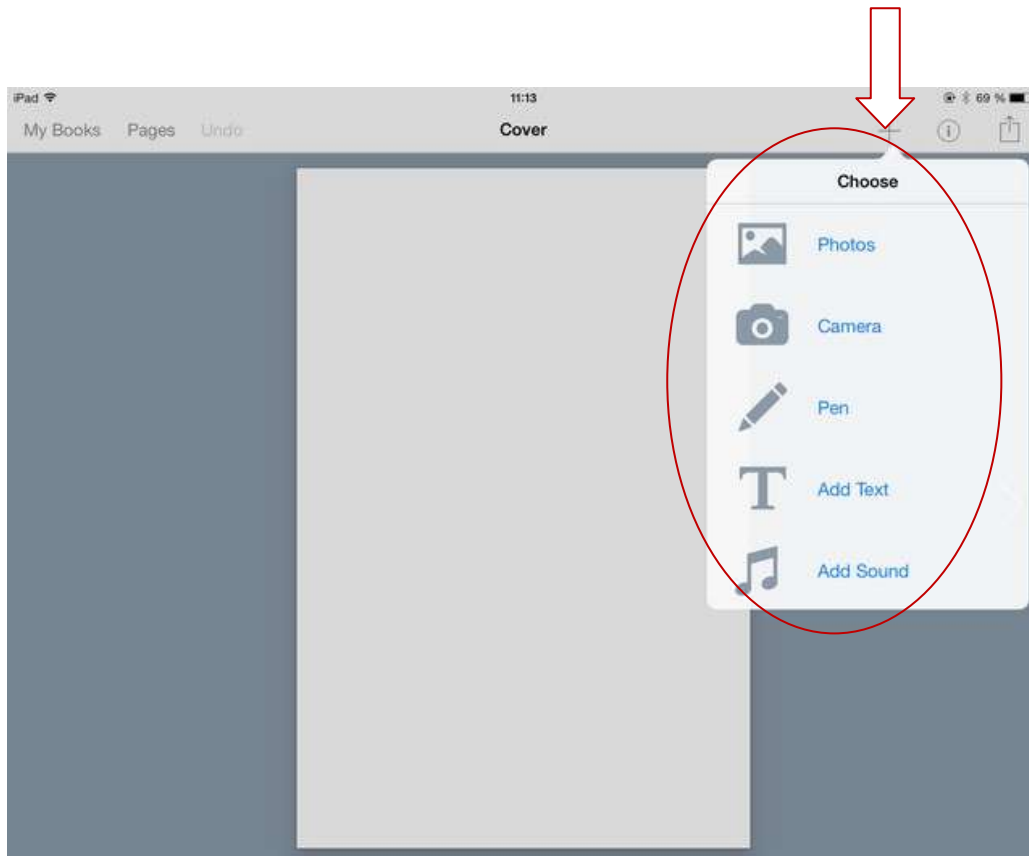 iPad 11:13 69 %
My Books Pages Undo Cover
Choose
Photos
Camera
Pen
Add Text
Add Sound